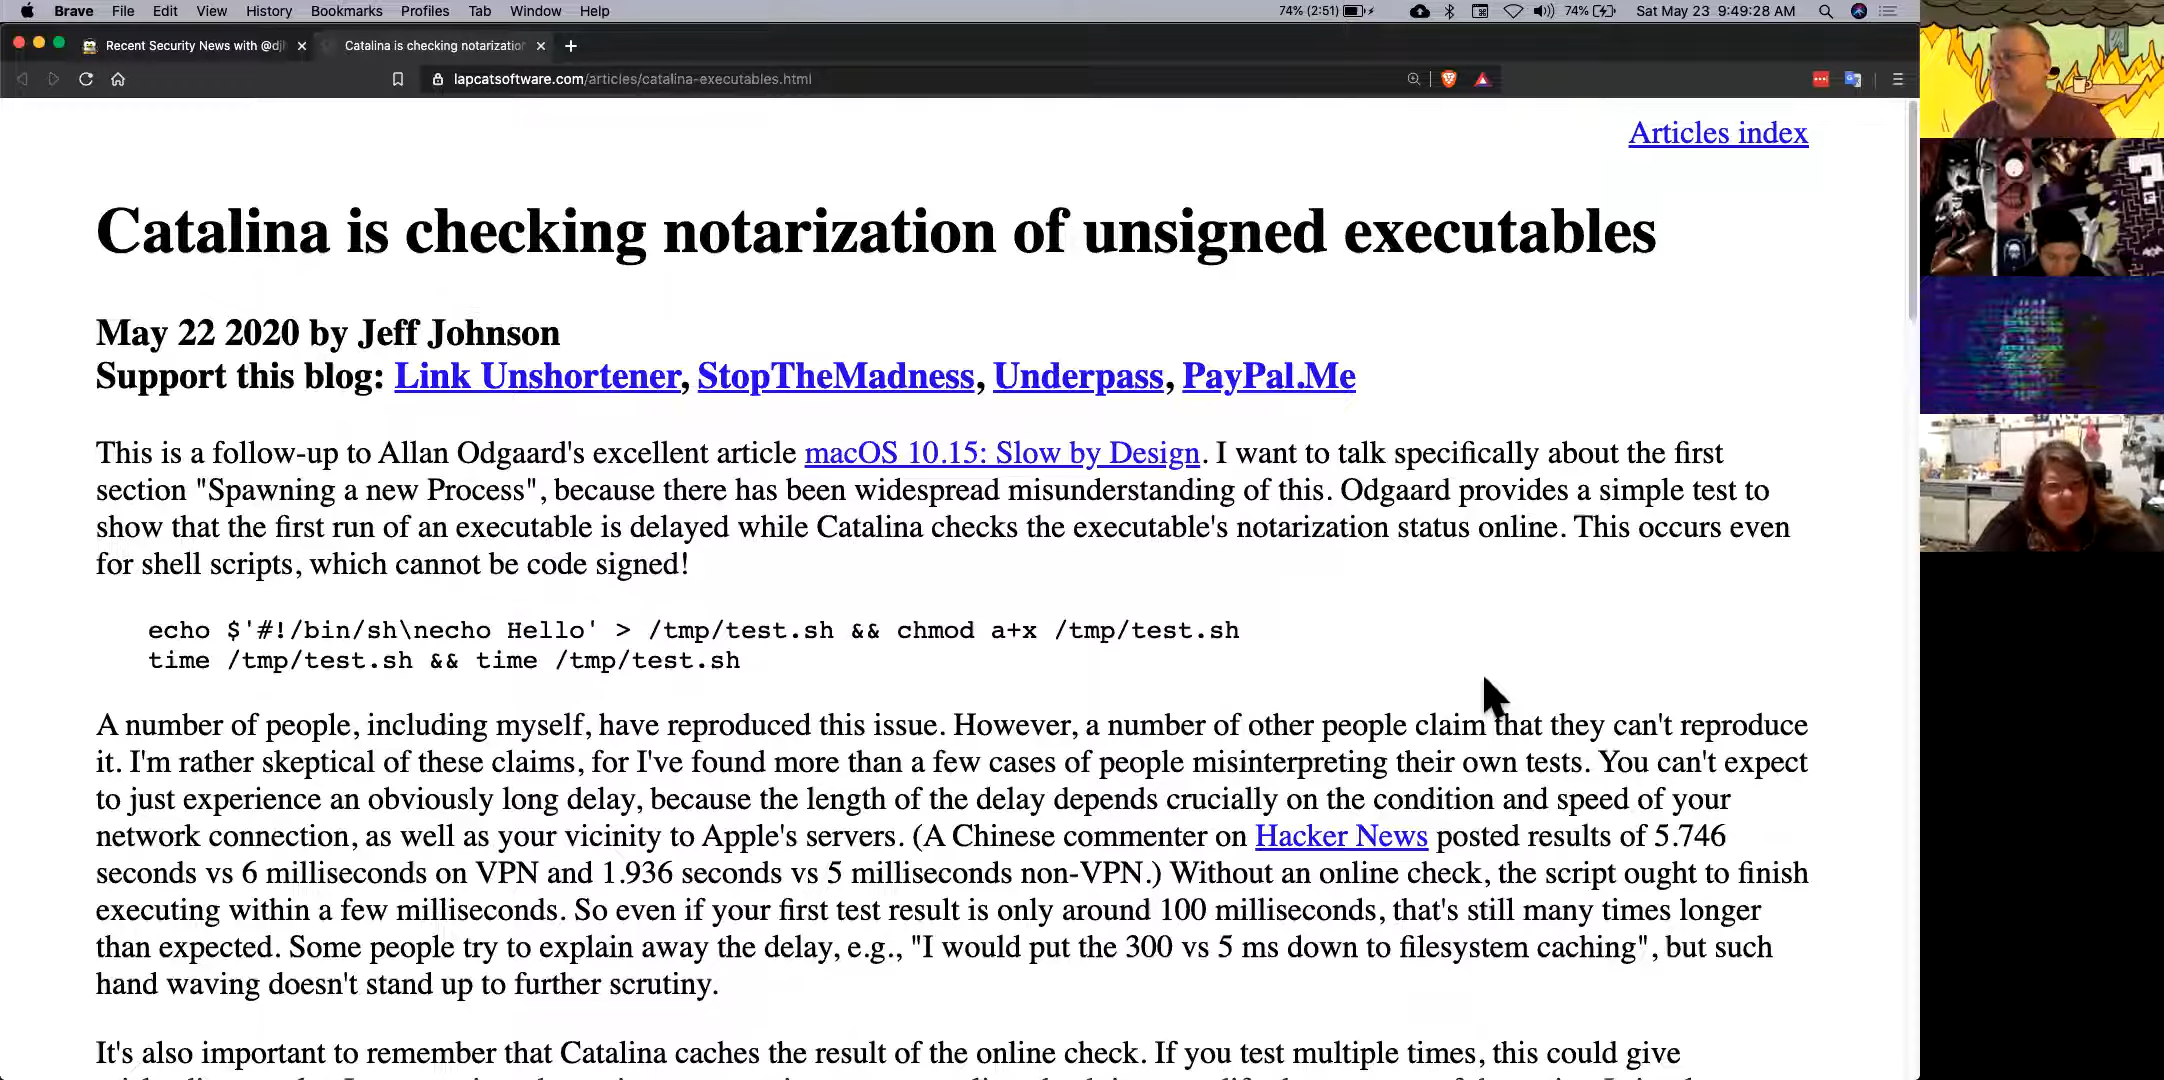 Brave File Edit View History Bookmarks Profiles Tab Window Help 74% (2:51) 74% Sat May 23 9:49:28 AM
Recent Security News with @djl Catalina is checking notarization
lapcatsoftware.com/articles/catalina-executables.html
Articles index
Catalina is checking notarization of unsigned executables
May 22 2020 by Jeff Johnson
Support this blog: Link Unshortener, StopTheMadness, Underpass, PayPal.Me
This is a follow-up to Allan Odgaard's excellent article macOS 10.15: Slow by Design. I want to talk specifically about the first
section "Spawning a new Process", because there has been widespread misunderstanding of this. Odgaard provides a simple test to
show that the first run of an executable is delayed while Catalina checks the executable's notarization status online. This occurs even
for shell scripts, which cannot be code signed!
echo $'#!/bin/sh\necho Hello' > /tmp/test.sh && chmod a+x /tmp/test.sh
time /tmp/test.sh && time /tmp/test.sh
A number of people, including myself, have reproduced this issue. However, a number of other people claim that they can't reproduce
it. I'm rather skeptical of these claims, for I've found more than a few cases of people misinterpreting their own tests. You can't expect
to just experience an obviously long delay, because the length of the delay depends crucially on the condition and speed of your
network connection, as well as your vicinity to Apple's servers. (A Chinese commenter on Hacker News posted results of 5.746
seconds vs 6 milliseconds on VPN and 1.936 seconds vs 5 milliseconds non-VPN.) Without an online check, the script ought to finish
executing within a few milliseconds. So even if your first test result is only around 100 milliseconds, that's still many times longer
than expected. Some people try to explain away the delay, e.g., "I would put the 300 vs 5 ms down to filesystem caching", but such
hand waving doesn't stand up to further scrutiny.
It's also important to remember that Catalina caches the result of the online check. If you test multiple times, this could give